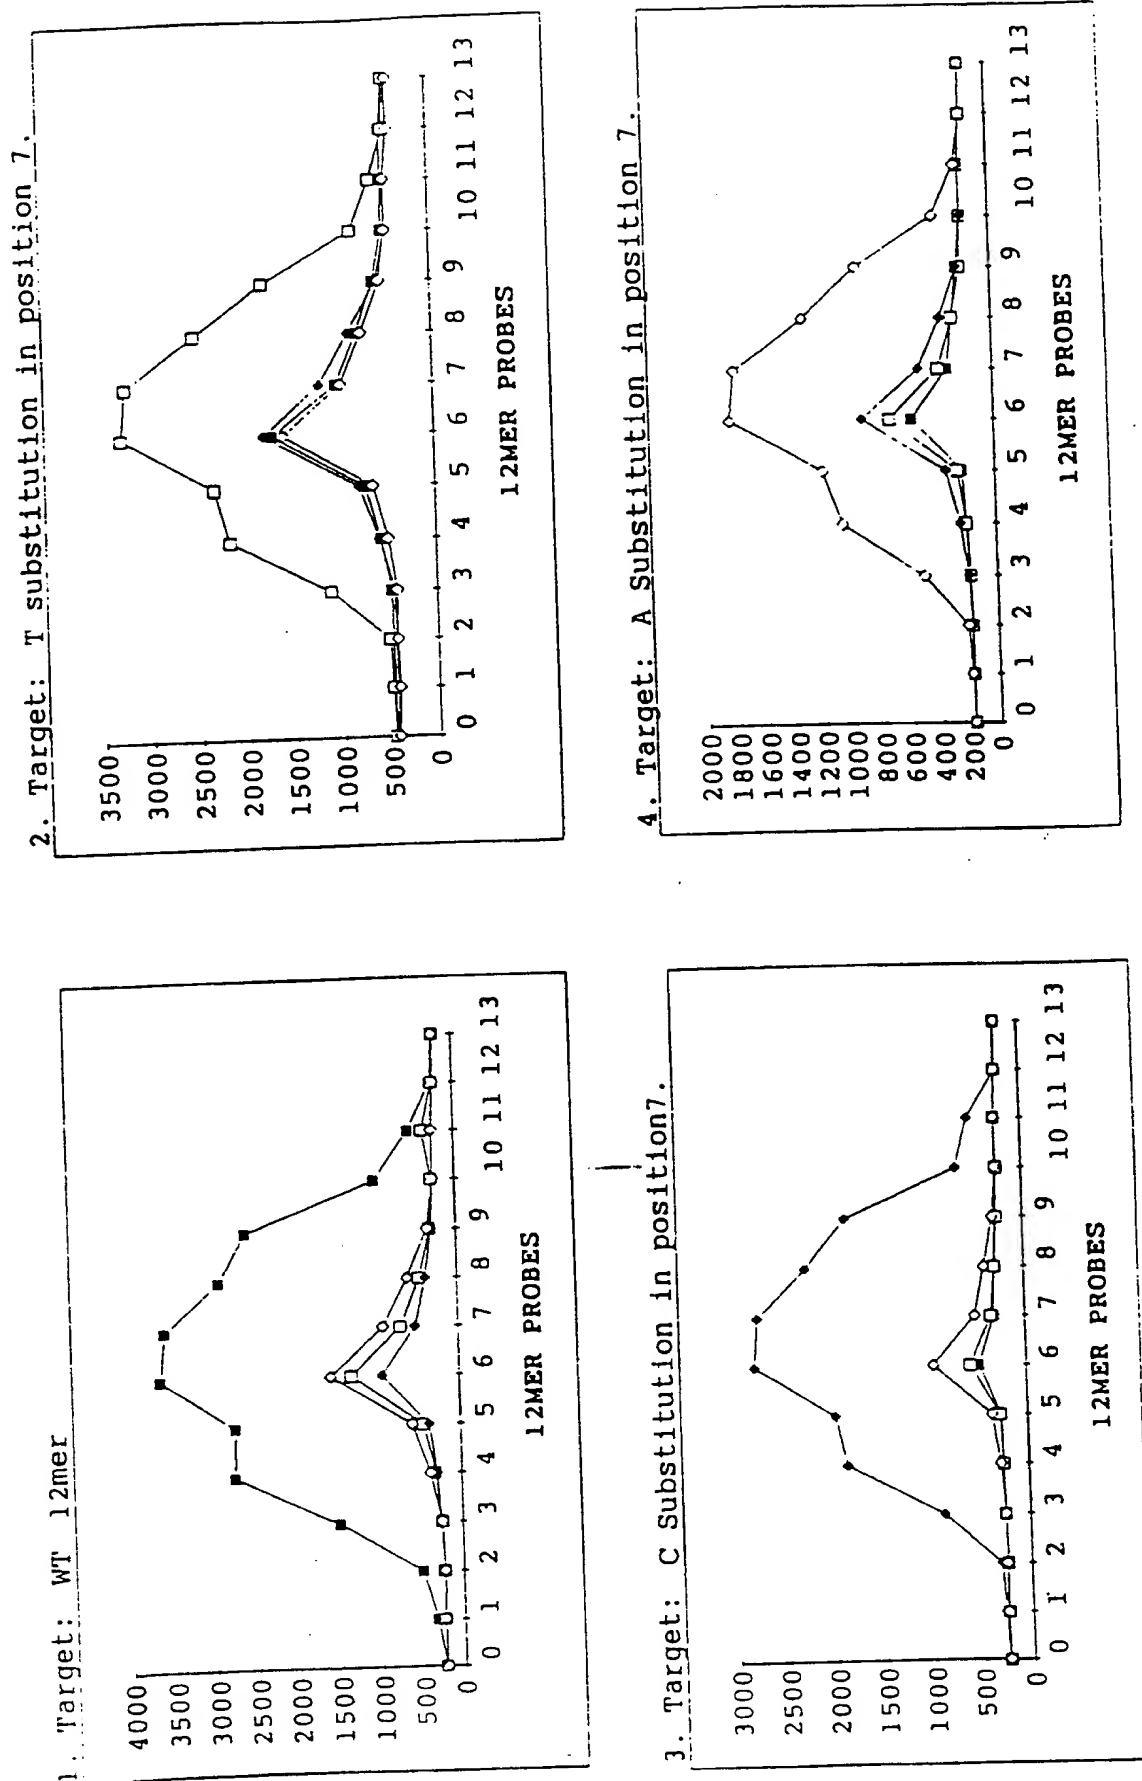 1. Target: WT 12mer
4000
3500
3000
2500
2000
1500
1000
500
0
0 1 2 3 4 5 6 7 8 9 10 11 12 13
12MER PROBES
2. Target: T substitution in position 7.
3500
3000
2500
2000
1500
1000
500
0
0 1 2 3 4 5 6 7 8 9 10 11 12 13
12MER PROBES
3. Target: C Substitution in position7.
3000
2500
2000
1500
1000
500
0
0 1 2 3 4 5 6 7 8 9 10 11 12 13
12MER PROBES
4. Target: A Substitution in position 7.
2000
1800
1600
1400
1200
1000
800
600
400
200
0
0 1 2 3 4 5 6 7 8 9 10 11 12 13
12MER PROBES